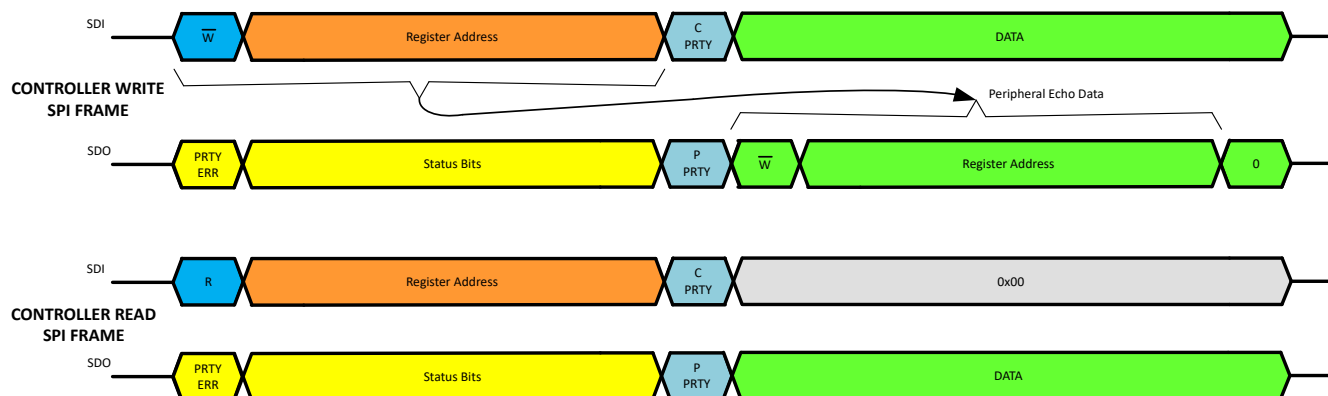 SDI
W̅
Register Address
C
PRTY
DATA
CONTROLLER WRITE
SPI FRAME
Peripheral Echo Data
SDO
PRTY
ERR
Status Bits
P
PRTY
W̅
Register Address
0
SDI
R
Register Address
C
PRTY
0x00
CONTROLLER READ
SPI FRAME
SDO
PRTY
ERR
Status Bits
P
PRTY
DATA